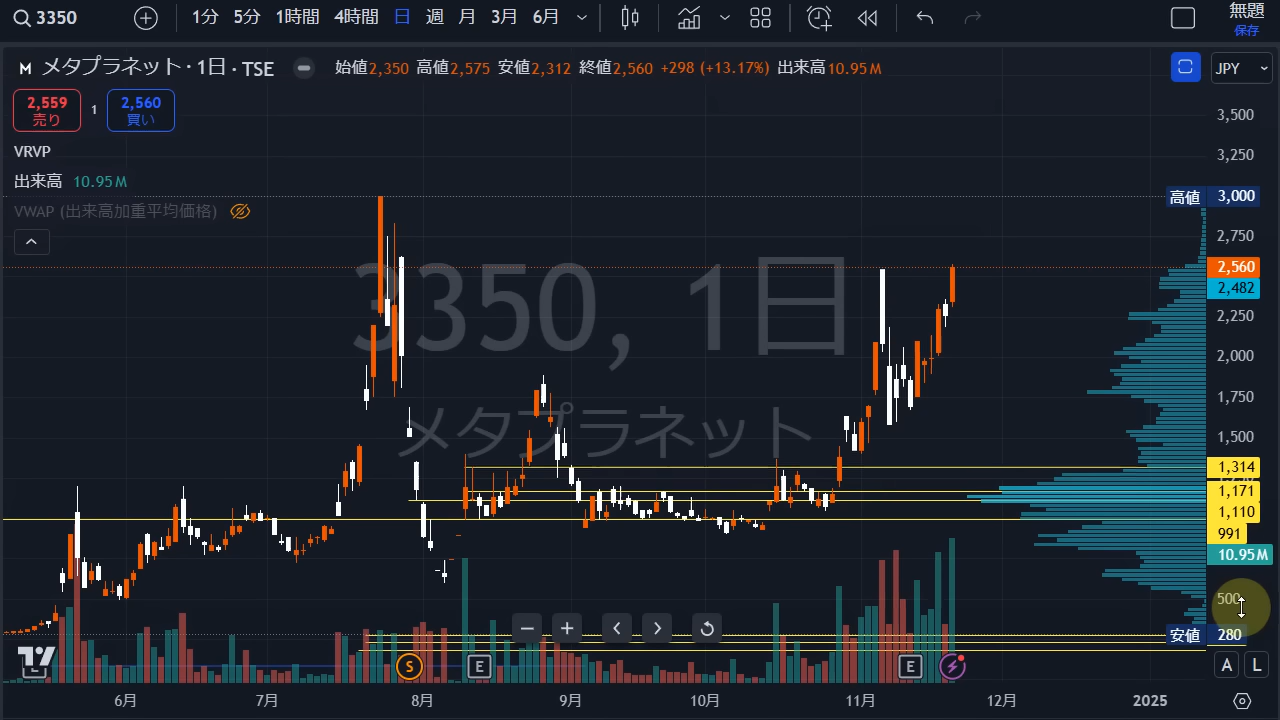 3350
1分 5分 1時間 4時間 日 週 月 3月 6月
無題
保存
メタプラネット · 1日 · TSE
始値2,350 高値2,575 安値2,312 終値2,560 +298 (+13.17%) 出来高10.95M
JPY
2,559
売り
1
2,560
買い
VRVP
出来高 10.95M
VWAP (出来高加重平均価格)
3350, 1日
メタプラネット
3,500
3,250
高値 3,000
2,750
2,560
2,482
2,250
2,000
1,750
1,500
1,314
1,171
1,110
991
10.95M
500
安値 280
S
E
E
A L
6月 7月 8月 9月 10月 11月 12月 2025